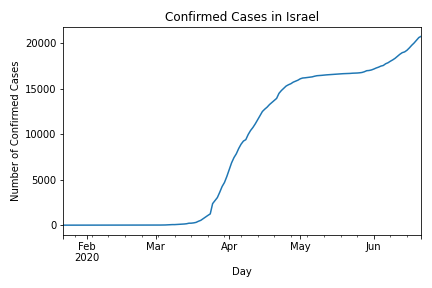 Confirmed Cases in Israel
Number of Confirmed Cases
20000
15000
10000
5000
0
Feb Mar Apr May Jun
2020
Day